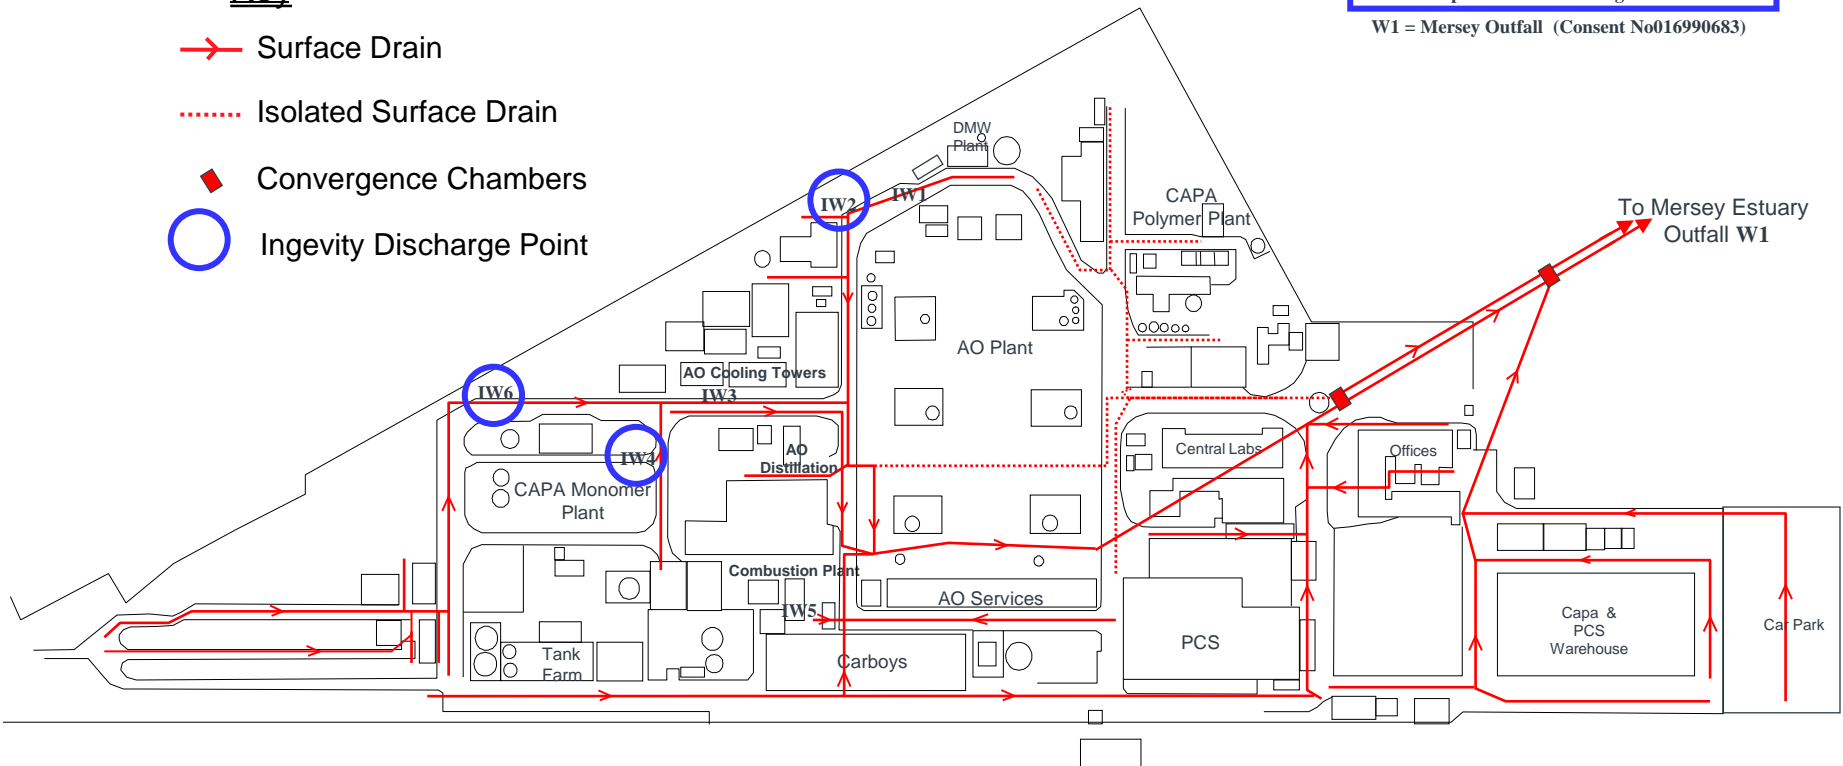 W1 = Mersey Outfall (Consent No016990683)
Surface Drain
Isolated Surface Drain
Convergence Chambers
Ingevity Discharge Point
DMW
Plant
IW1
IW2
CAPA
Polymer Plant
To Mersey Estuary
Outfall W1
AO Plant
AO Cooling Towers
IW3
IW6
IW4
AO
Distillation
CAPA Monomer
Plant
Central Labs
Offices
Combustion Plant
IW5
AO Services
Tank
Farm
Carboys
PCS
Capa &
PCS
Warehouse
Car Park